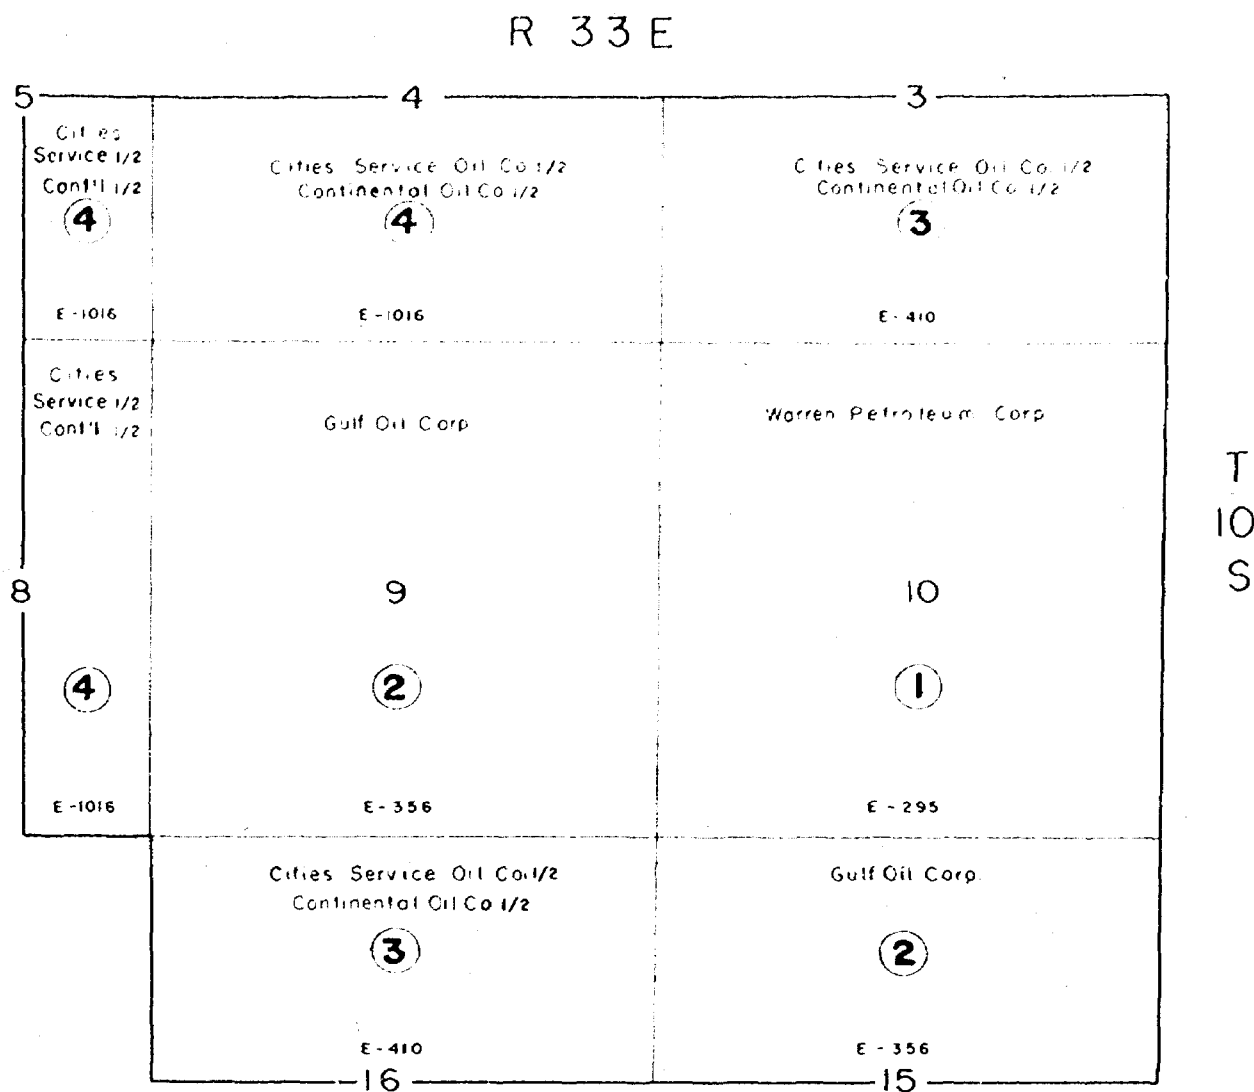 R 33 E
5 4 3
Cities
Service 1/2
Cont'l 1/2
4
E-1016
Cities Service Oil Co 1/2
Continental Oil Co 1/2
4
E-1016
Cities Service Oil Co. 1/2
Continental Oil Co 1/2
3
E-410
Cities
Service 1/2
Cont'l 1/2
8
4
E-1016
Gulf Oil Corp
9
2
E-356
Warren Petroleum Corp
10
1
E-295
T
10
S
Cities Service Oil Co. 1/2
Continental Oil Co 1/2
3
E-410
16
Gulf Oil Corp.
2
E-356
15